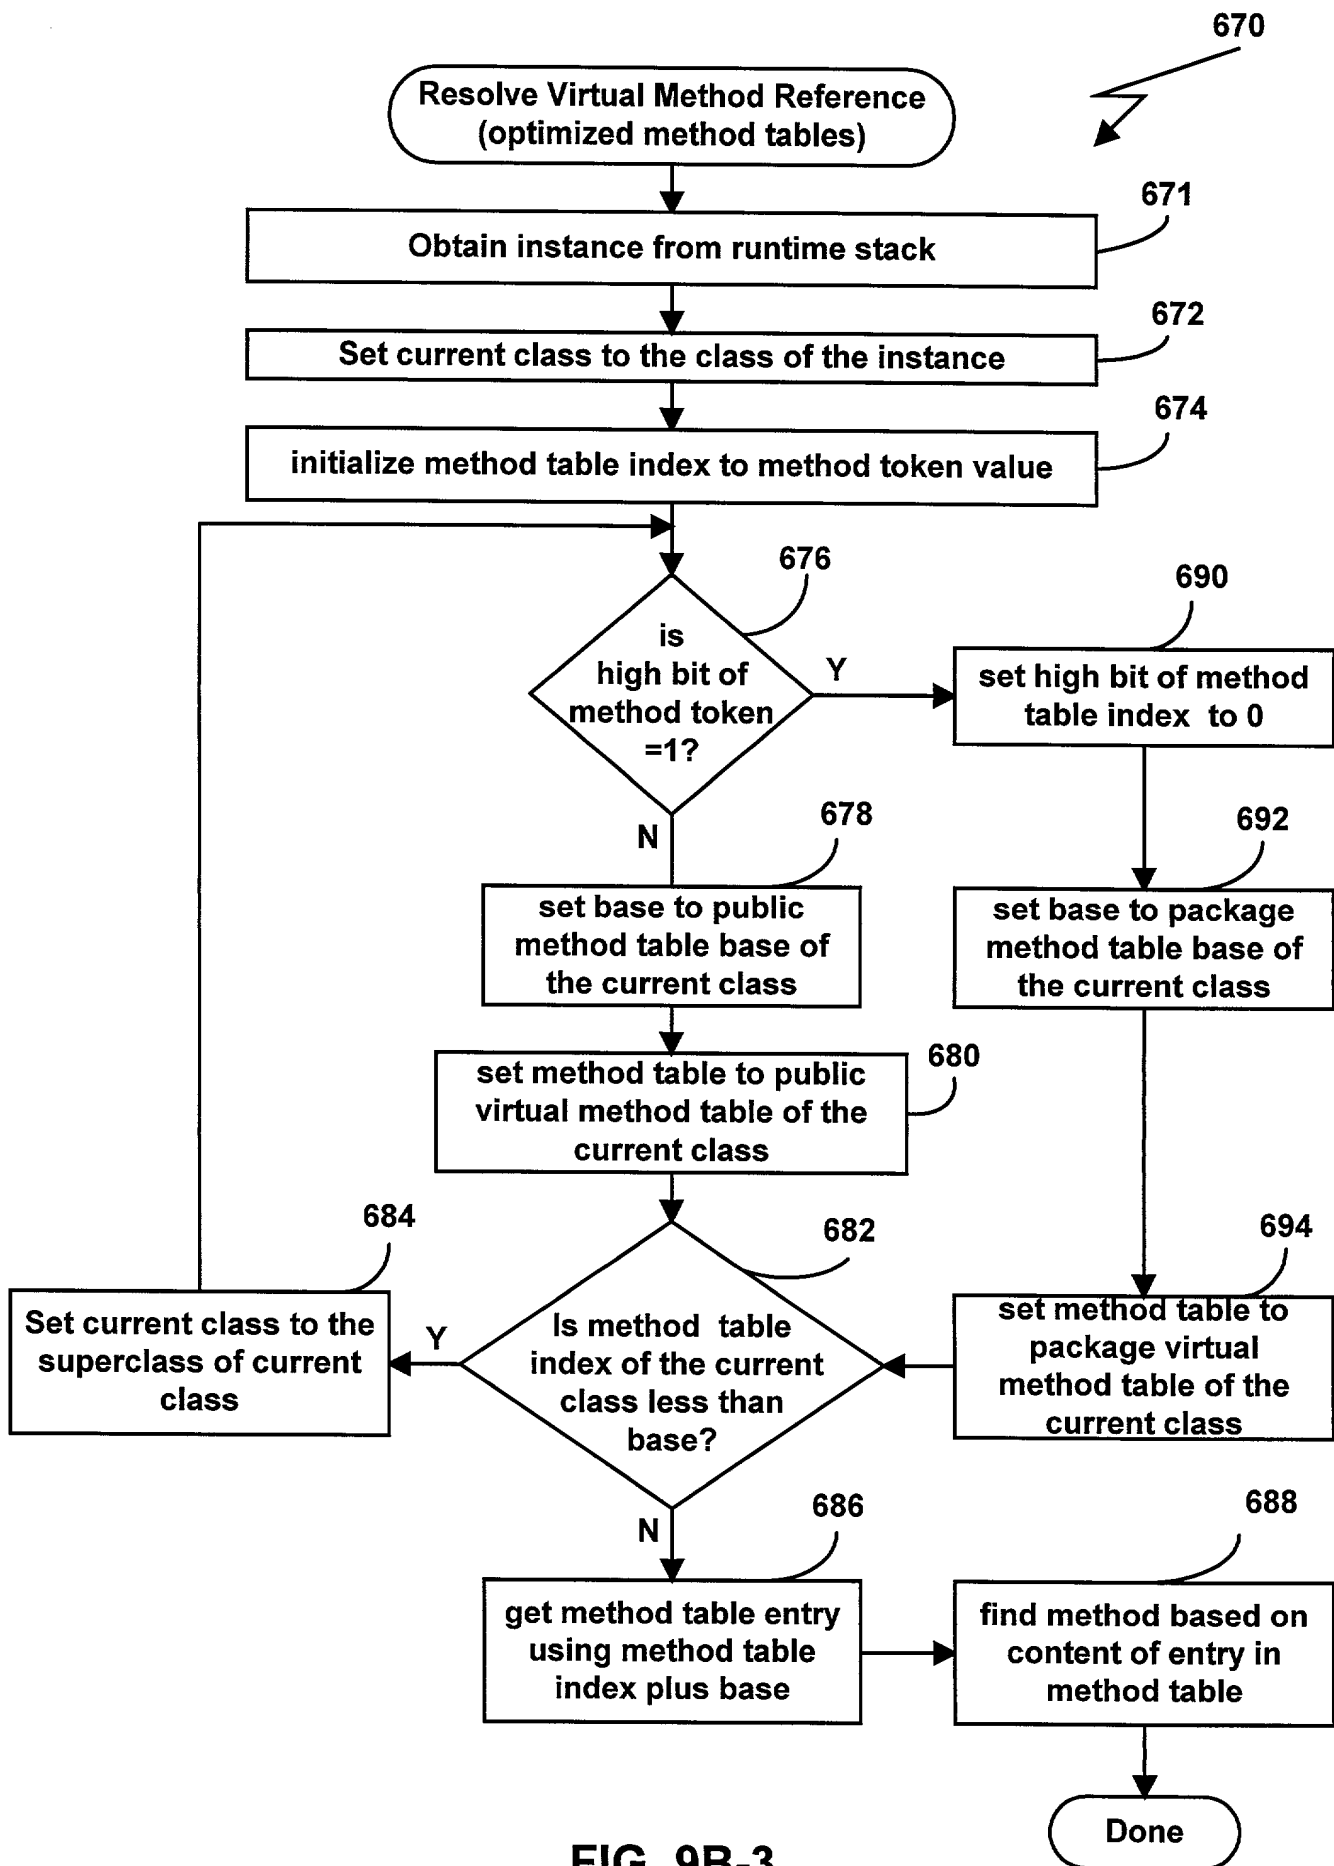 670
Resolve Virtual Method Reference
(optimized method tables)
671
Obtain instance from runtime stack
672
Set current class to the class of the instance
674
initialize method table index to method token value
676
is
high bit of
method token
=1?
Y
690
set high bit of method
table index to 0
N
678
set base to public
method table base of
the current class
692
set base to package
method table base of
the current class
680
set method table to public
virtual method table of the
current class
684
Set current class to the
superclass of current
class
Y
682
Is method table
index of the current
class less than
base?
694
set method table to
package virtual
method table of the
current class
N
686
get method table entry
using method table
index plus base
688
find method based on
content of entry in
method table
Done
FIG. 9B-3